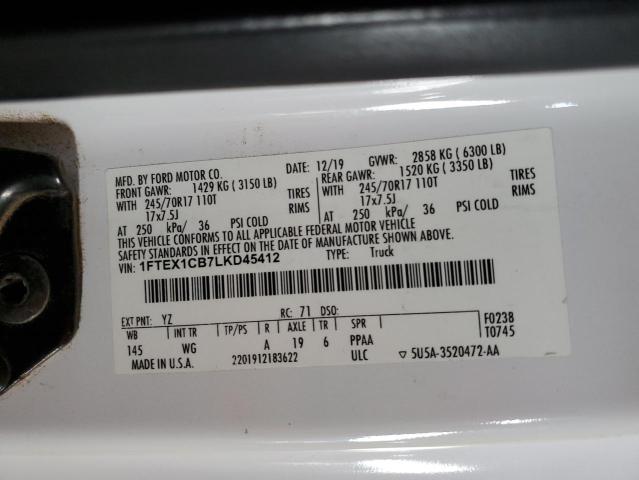 MFD. BY FORD MOTOR CO.
DATE: 12/19 GVWR: 2858 KG ( 6300 LB)
FRONT GAWR: 1429 KG ( 3150 LB)
REAR GAWR: 1520 KG ( 3350 LB)
WITH 245/70R17 110T TIRES
WITH 245/70R17 110T TIRES
17x7.5J RIMS
17x7.5J RIMS
AT 250 kPa/ 36 PSI COLD
AT 250 kPa/ 36 PSI COLD
THIS VEHICLE CONFORMS TO ALL APPLICABLE FEDERAL MOTOR VEHICLE
SAFETY STANDARDS IN EFFECT ON THE DATE OF MANUFACTURE SHOWN ABOVE.
VIN: 1FTEX1CB7LKD45412 TYPE: Truck
EXT PNT: YZ RC: 71 DSO: F0238
WB INT TR TP/PS R AXLE TR SPR T0745
145 WG A 19 6 PPAA
MADE IN U.S.A. 2201912183622 ULC ▽ 5U5A-3520472-AA